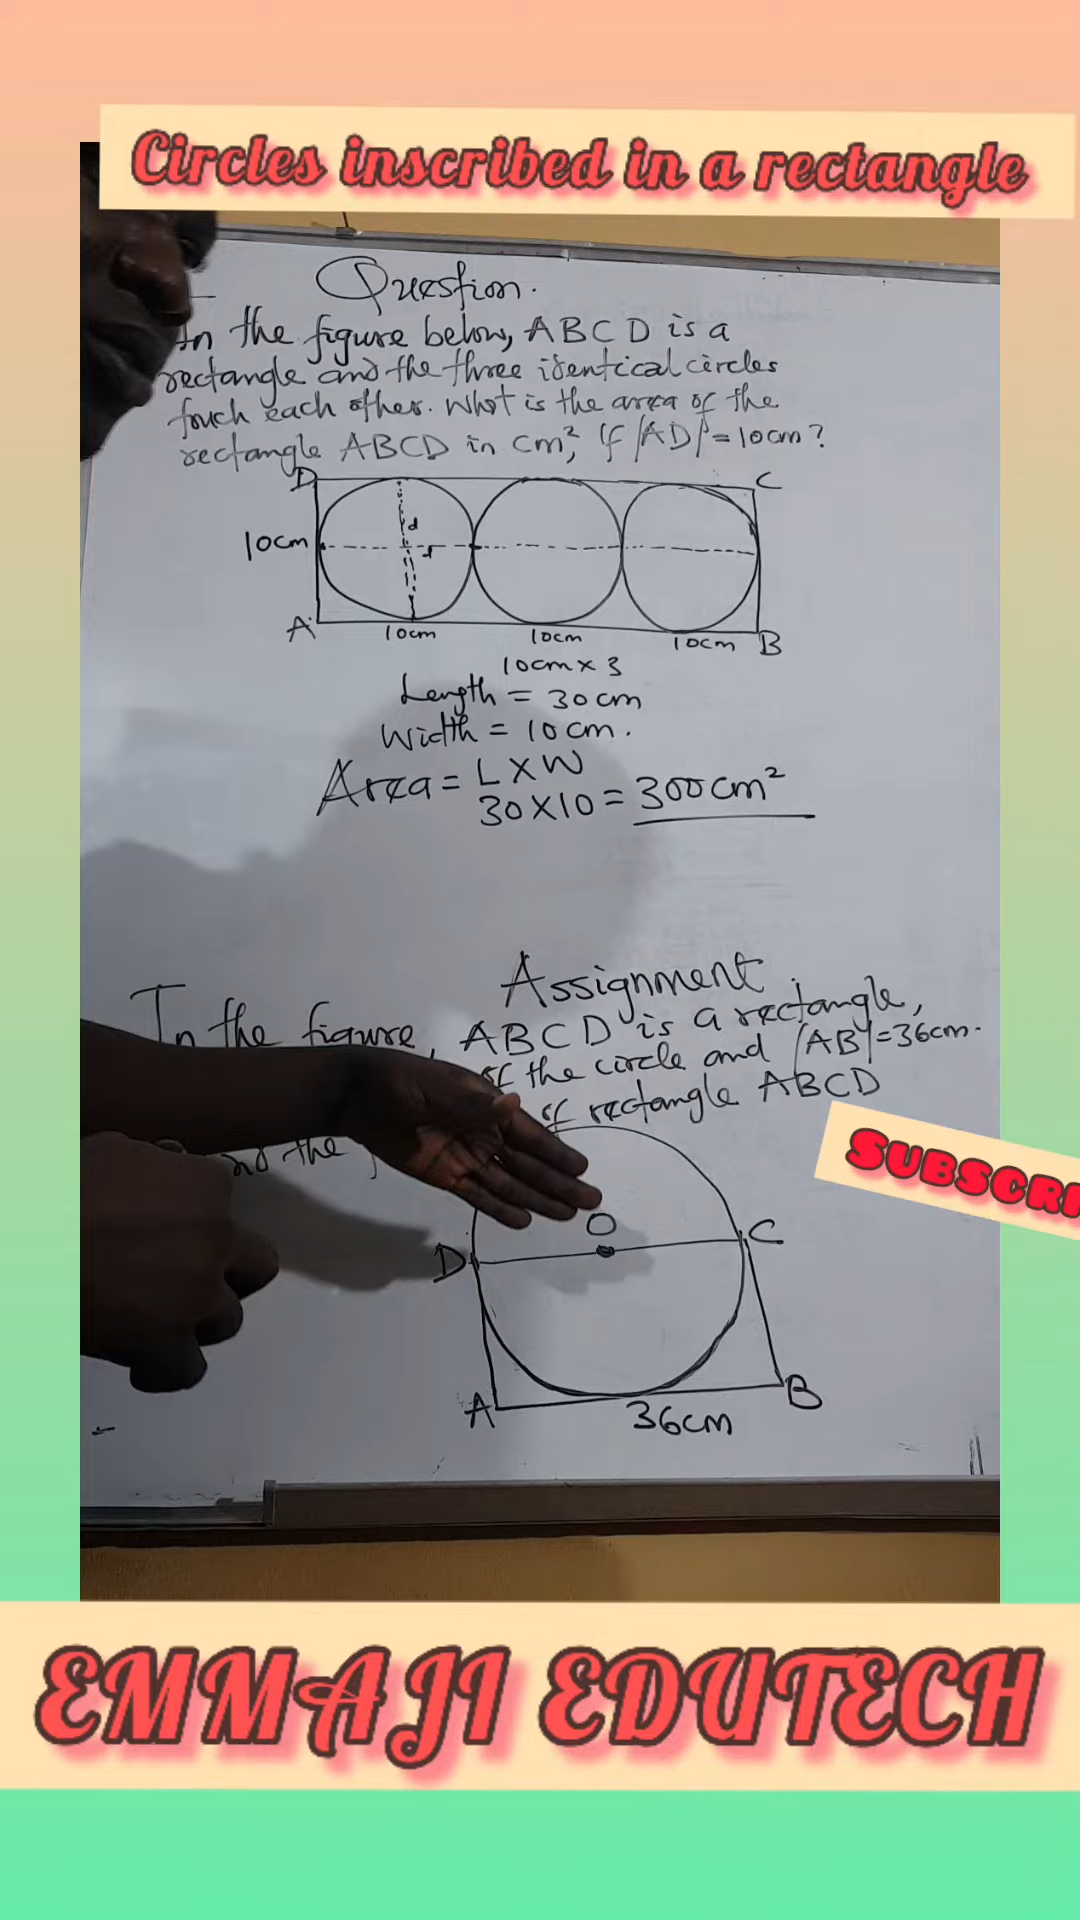 Circles inscribed in a rectangle
Question.
In the figure below, ABCD is a
rectangle and the three identical circles
touch each other. What is the area of the
rectangle ABCD in cm², if |AD| = 10cm?
D C
10cm d r
A 10cm 10cm 10cm B
10cm x 3
Length = 30cm
Width = 10cm.
Area = L X W
30 X 10 = 300cm²
Assignment
In the figure, ABCD is a rectangle,
of the circle and |AB| = 36cm.
of rectangle ABCD
the
SUBSCRI
O
D C
A B
36cm
EMMAJI EDUTECH